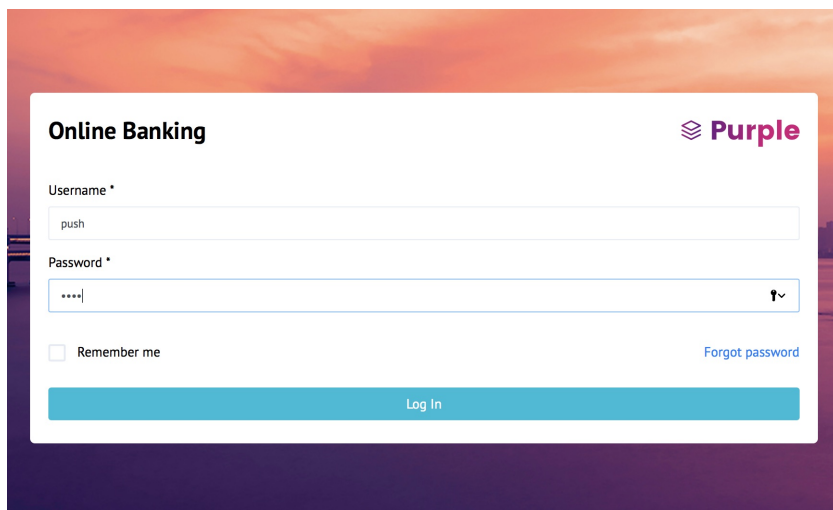 Online Banking
Purple
Username *
push
Password *
••••
Remember me
Forgot password
Log In